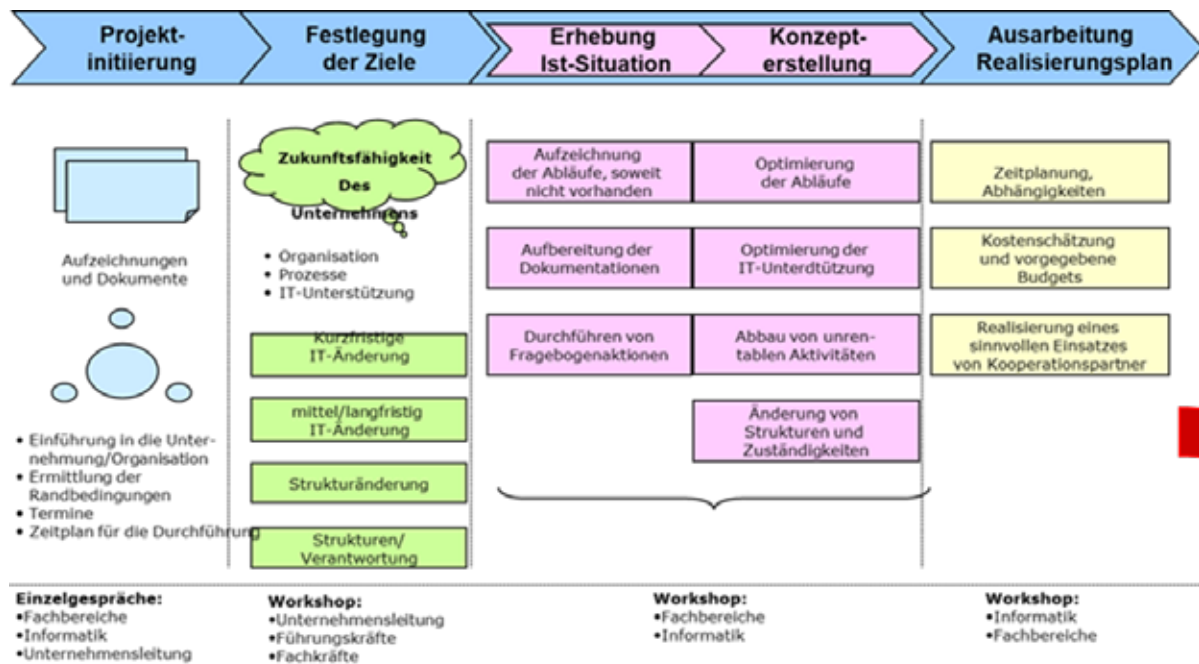 Projekt-
initiierung
Festlegung
der Ziele
Erhebung
Ist-Situation
Konzept-
erstellung
Ausarbeitung
Realisierungsplan
Aufzeichnungen
und Dokumente
• Einführung in die Unter-
nehmung/Organisation
• Ermittlung der
Randbedingungen
• Termine
• Zeitplan für die Durchführung
Zukunftsfähigkeit
Des
Unternehmens
• Organisation
• Prozesse
• IT-Unterstützung
Kurzfristige
IT-Änderung
mittel/langfristig
IT-Änderung
Strukturänderung
Strukturen/
Verantwortung
Aufzeichnung
der Abläufe, soweit
nicht vorhanden
Aufbereitung der
Dokumentationen
Durchführen von
Fragebogenaktionen
Optimierung
der Abläufe
Optimierung der
IT-Unterdtützung
Abbau von unren-
tablen Aktivitäten
Änderung von
Strukturen und
Zuständigkeiten
Zeitplanung,
Abhängigkeiten
Kostenschätzung
und vorgegebene
Budgets
Realisierung eines
sinnvollen Einsatzes
von Kooperationspartner
Einzelgespräche:
•Fachbereiche
•Informatik
•Unternehmensleitung
Workshop:
•Unternehmensleitung
•Führungskräfte
•Fachkräfte
Workshop:
•Fachbereiche
•Informatik
Workshop:
•Informatik
•Fachbereiche